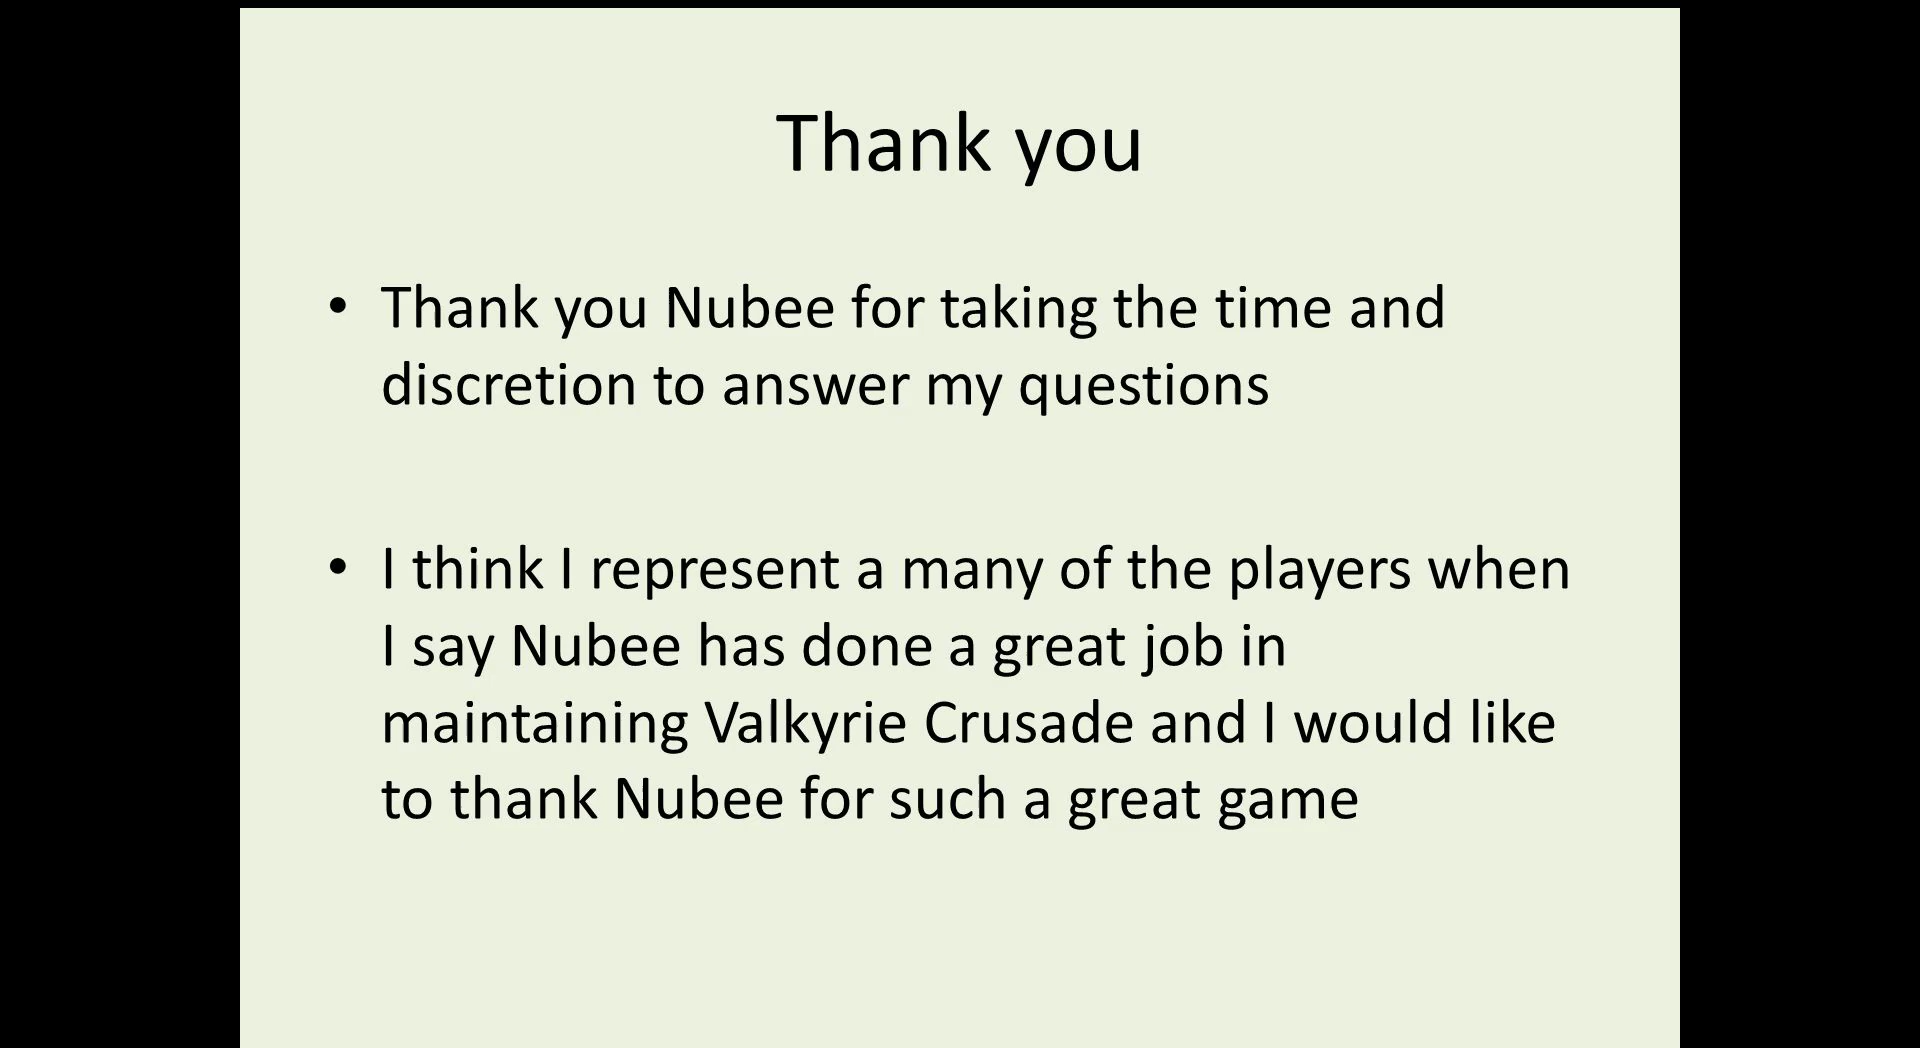 Thank you
• Thank you Nubee for taking the time and
discretion to answer my questions
• I think I represent a many of the players when
I say Nubee has done a great job in
maintaining Valkyrie Crusade and I would like
to thank Nubee for such a great game